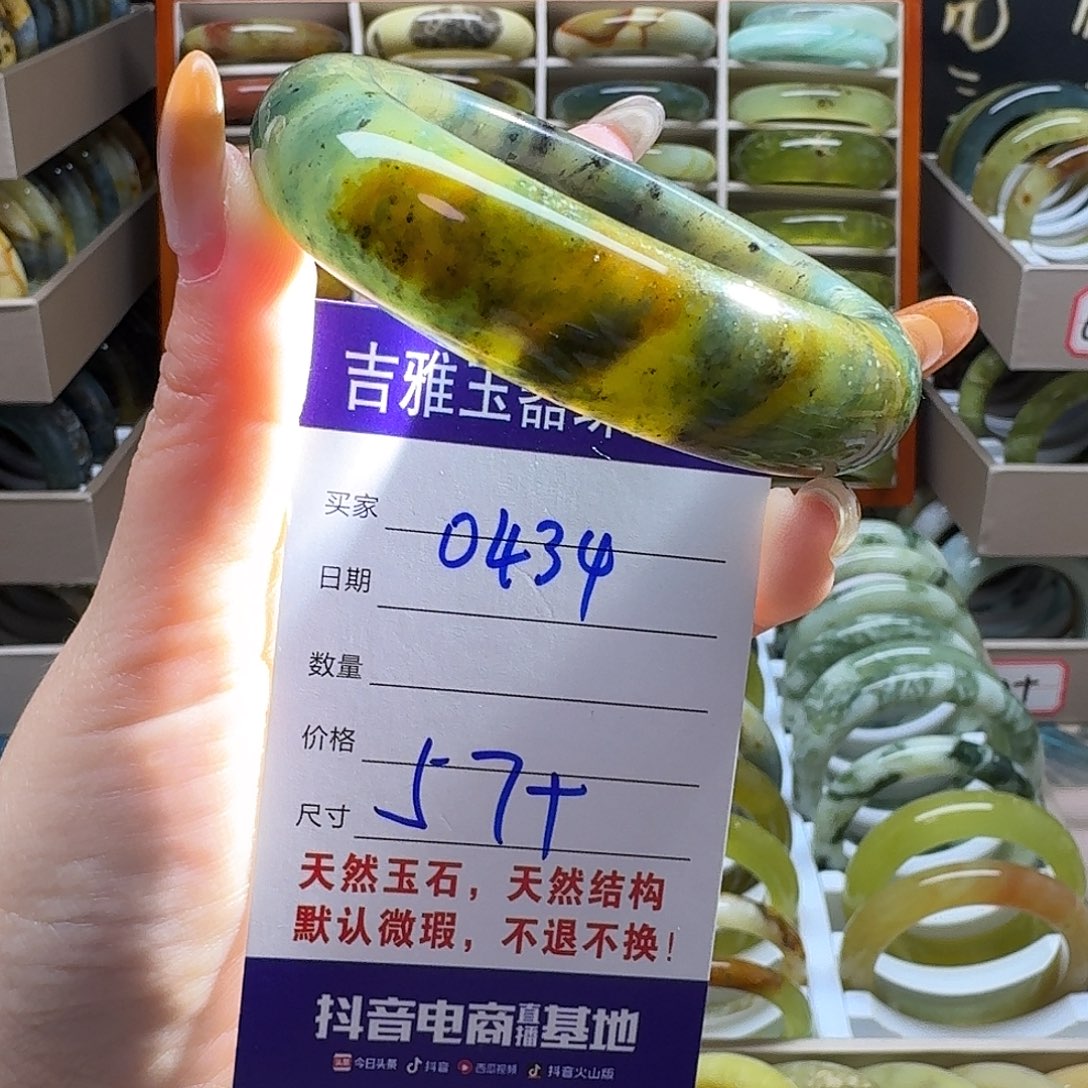 吉雅玉器
买家 0434
日期
数量
价格
尺寸 57+
天然玉石，天然结构
默认微瑕，不退不换！
抖音电商直播基地
今日头条 抖音 西瓜视频 抖音火山版